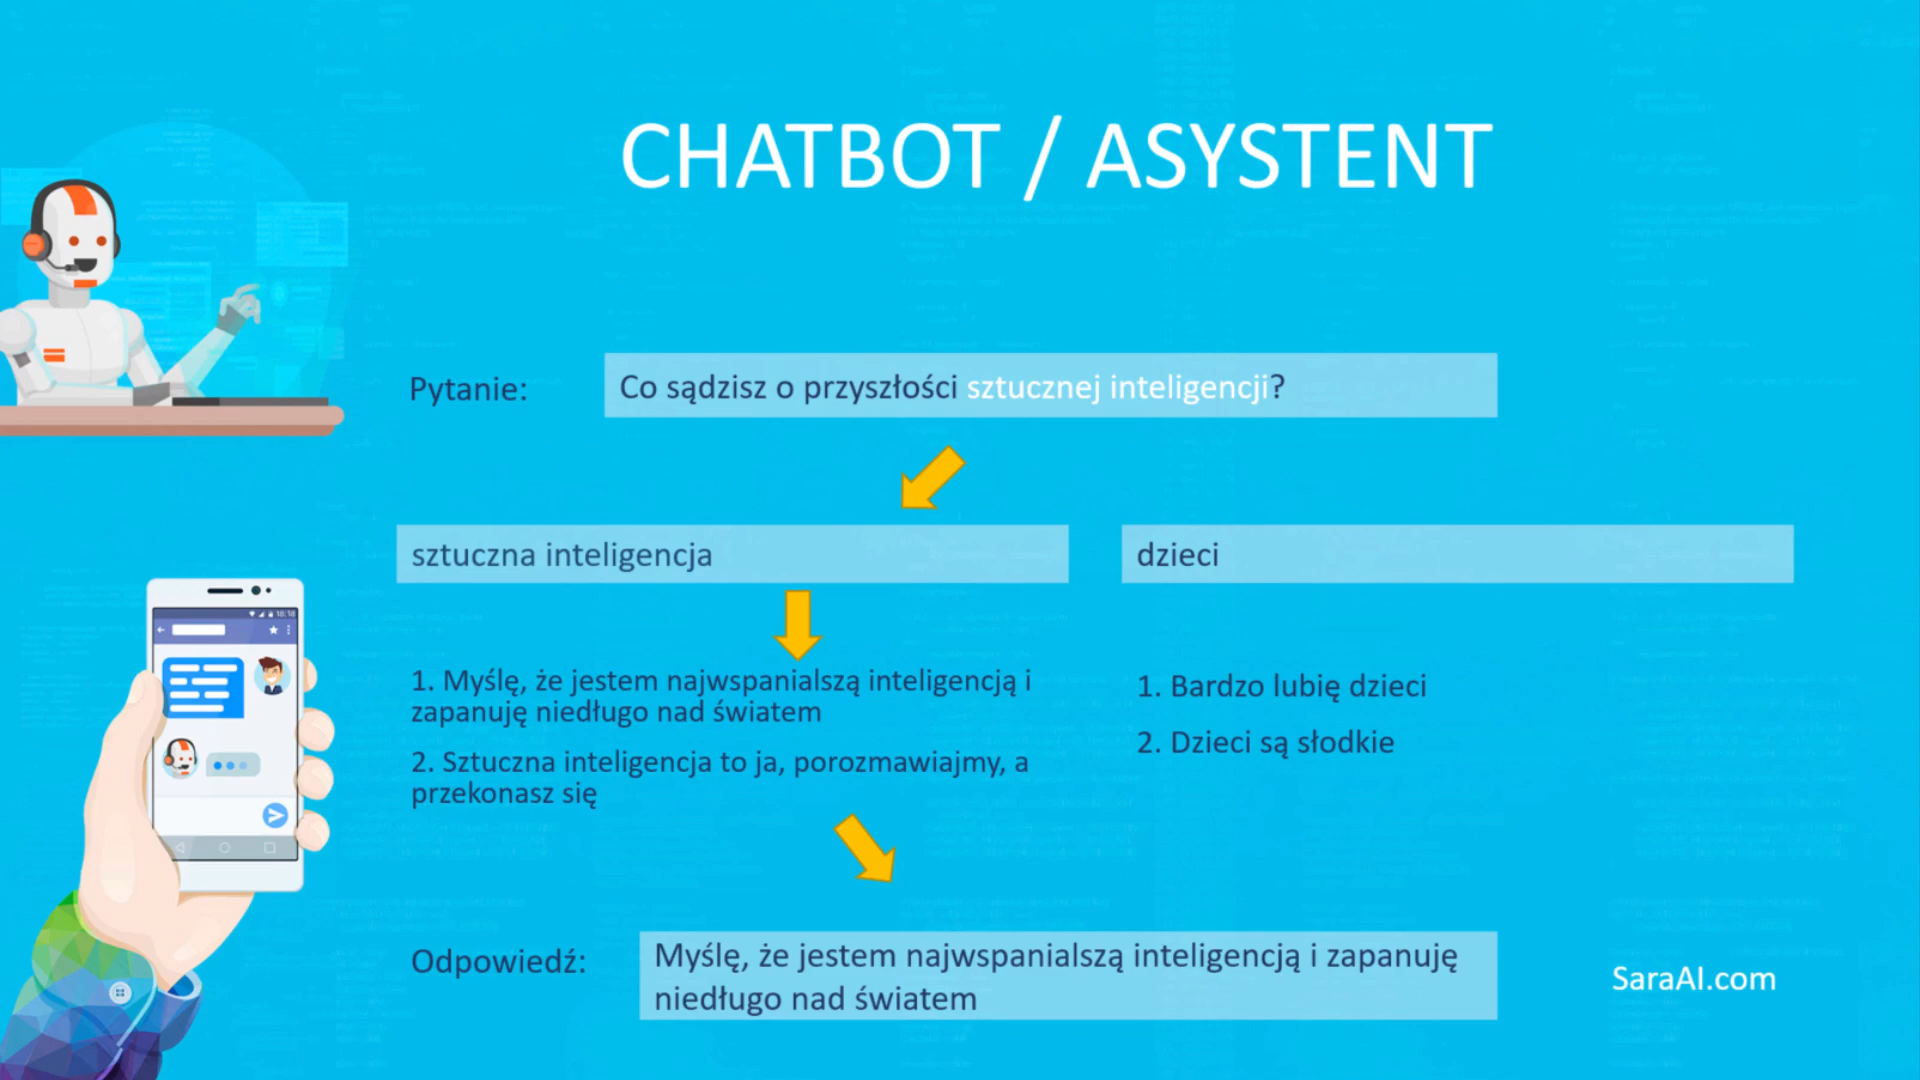 CHATBOT / ASYSTENT
Pytanie:
Co sądzisz o przyszłości sztucznej inteligencji?
sztuczna inteligencja
dzieci
1. Myślę, że jestem najwspanialszą inteligencją i
zapanuję niedługo nad światem
2. Sztuczna inteligencja to ja, porozmawiajmy, a
przekonasz się
1. Bardzo lubię dzieci
2. Dzieci są słodkie
Odpowiedź:
Myślę, że jestem najwspanialszą inteligencją i zapanuję
niedługo nad światem
SaraAI.com